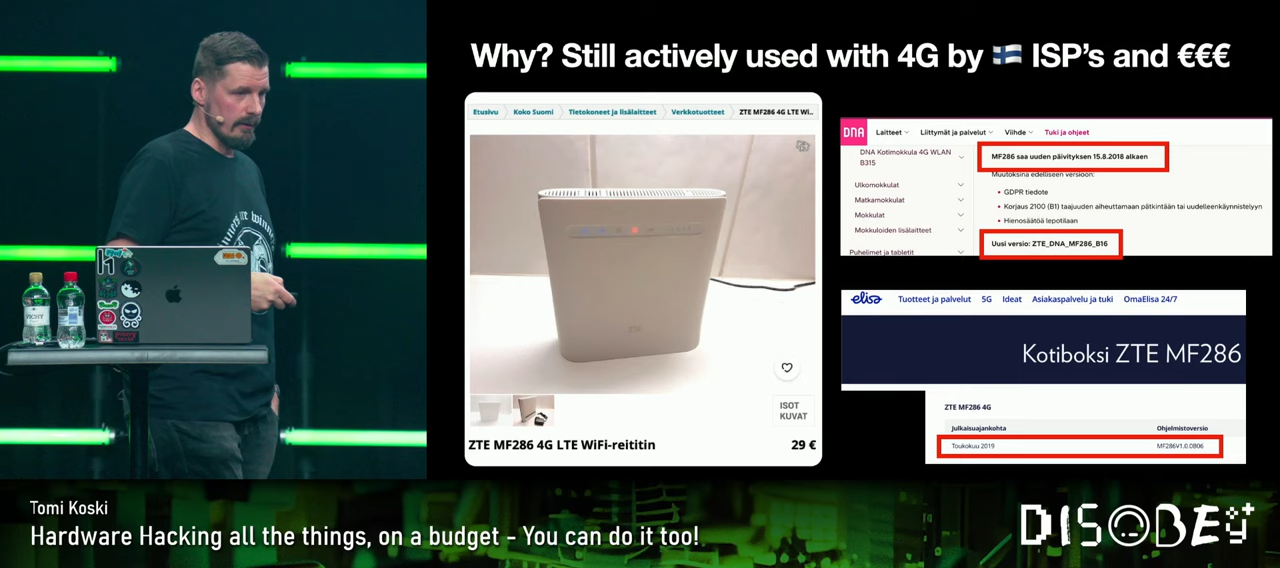 Why? Still actively used with 4G by 🇫🇮 ISP's and €€€
Etusivu
Koko Suomi
Tietokoneet ja lisälaitteet
Verkkotuotteet
ZTE MF286 4G LTE Wi..
ZTE
ISOT
KUVAT
ZTE MF286 4G LTE WiFi-reititin
29 €
DNA
Laitteet
Liittymät ja palvelut
Viihde
Tuki ja ohjeet
DNA Kotimokkula 4G WLAN
B315
Ulkomokkulat
Matkamokkulat
Mokkulat
Mokkuloiden lisälaitteet
Puhelimet ja tabletit
MF286 saa uuden päivityksen 15.8.2018 alkaen
Muutoksina edelliseen versioon:
• GDPR tiedote
• Korjaus 2100 (B1) taajuuden aiheuttamaan pätkintään tai uudelleenkäynnistelyyn
• Hienosäätöä lepotilaan
Uusi versio: ZTE_DNA_MF286_B16
elisa
Tuotteet ja palvelut
5G
Ideat
Asiakaspalvelu ja tuki
OmaElisa 24/7
Kotiboksi ZTE MF286
ZTE MF286 4G
Julkaisuajankohta
Ohjelmistoversio
Toukokuu 2019
MF286V1.0.0B06
VICHY
Tomi Koski
Hardware Hacking all the things, on a budget - You can do it too!
DISOBEY